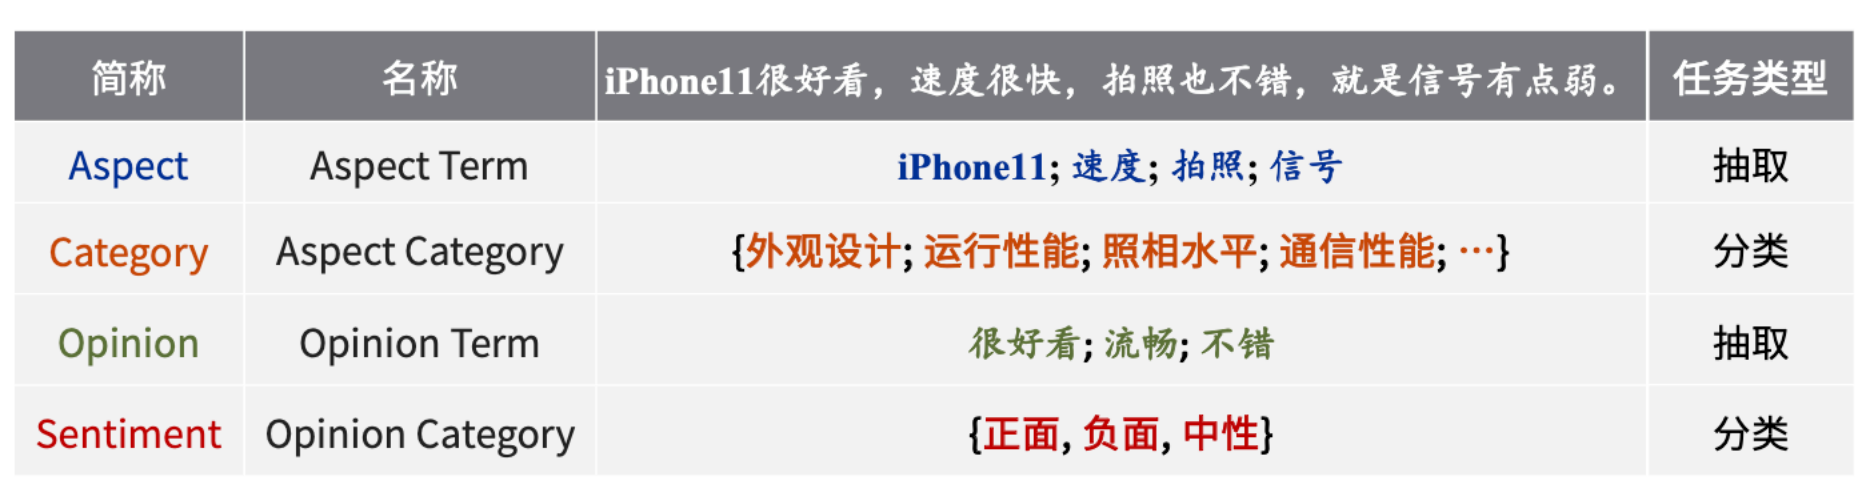 简称 名称 iPhone11很好看，速度很快，拍照也不错，就是信号有点弱。 任务类型
Aspect Aspect Term iPhone11; 速度; 拍照; 信号 抽取
Category Aspect Category {外观设计; 运行性能; 照相水平; 通信性能; …} 分类
Opinion Opinion Term 很好看; 流畅; 不错 抽取
Sentiment Opinion Category {正面, 负面, 中性} 分类